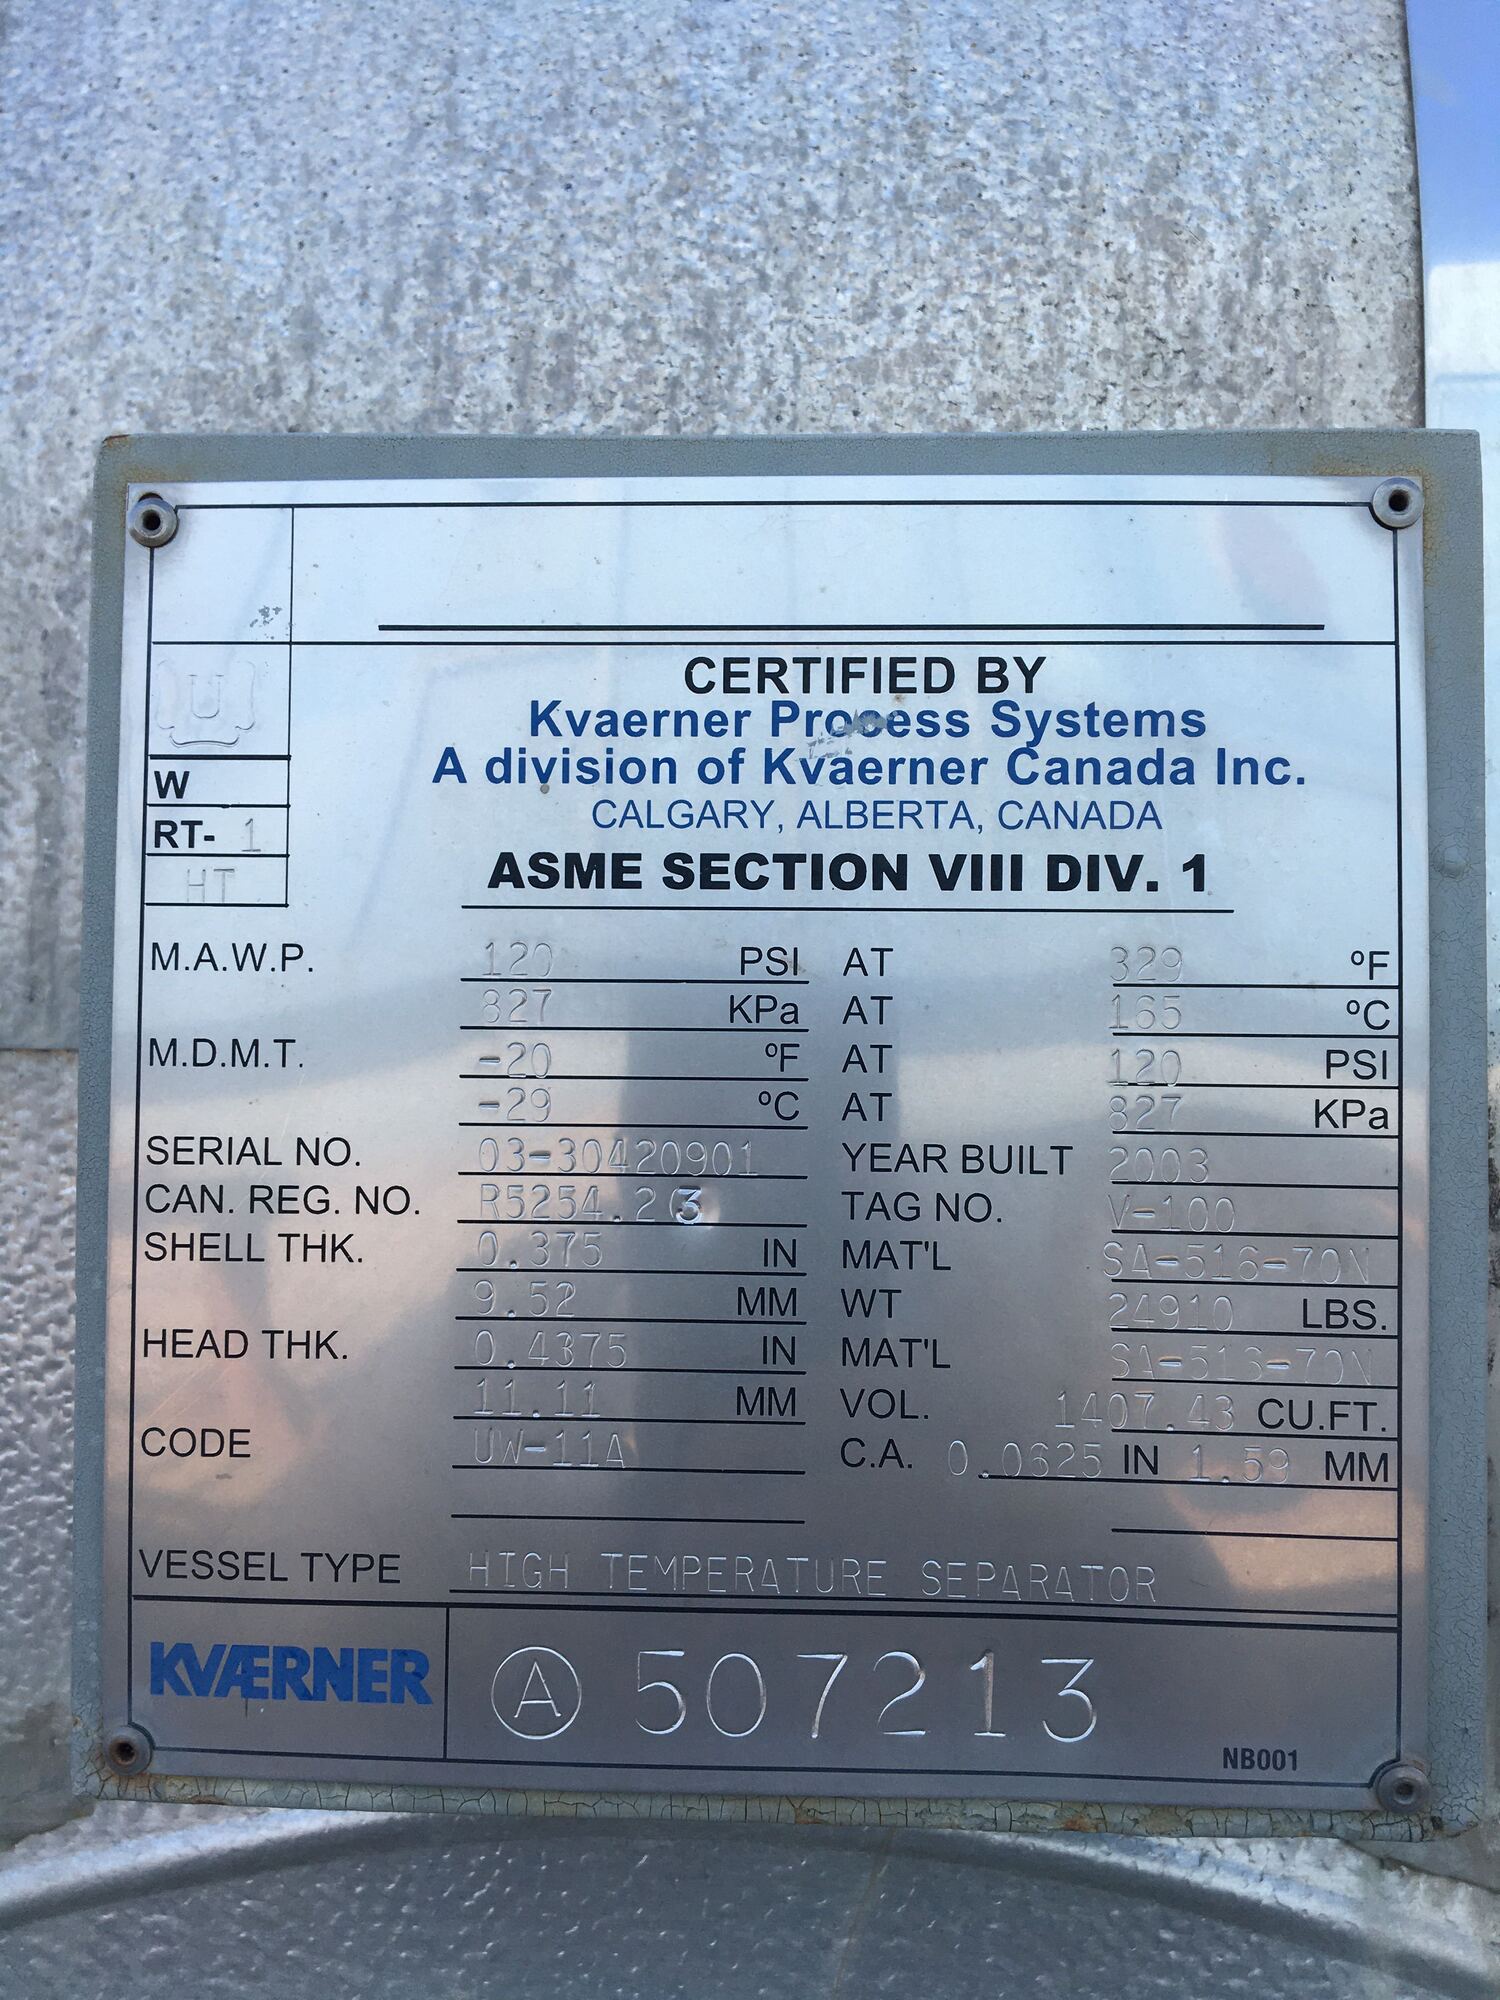 U
W
RT- 1
HT
CERTIFIED BY
Kvaerner Process Systems
A division of Kvaerner Canada Inc.
CALGARY, ALBERTA, CANADA
ASME SECTION VIII DIV. 1
M.A.W.P. 120 PSI AT 329 ºF
827 KPa AT 165 ºC
M.D.M.T. -20 ºF AT 120 PSI
-29 ºC AT 827 KPa
SERIAL NO. 03-30420901 YEAR BUILT 2003
CAN. REG. NO. R5254.2 3 TAG NO. V-100
SHELL THK. 0.375 IN MAT'L SA-516-70N
9.52 MM WT 24910 LBS.
HEAD THK. 0.4375 IN MAT'L SA-516-70N
11.11 MM VOL. 1407.43 CU.FT.
CODE UW-11A C.A. 0.0625 IN 1.59 MM
VESSEL TYPE HIGH TEMPERATURE SEPARATOR
KVÆRNER A 507213
NB001